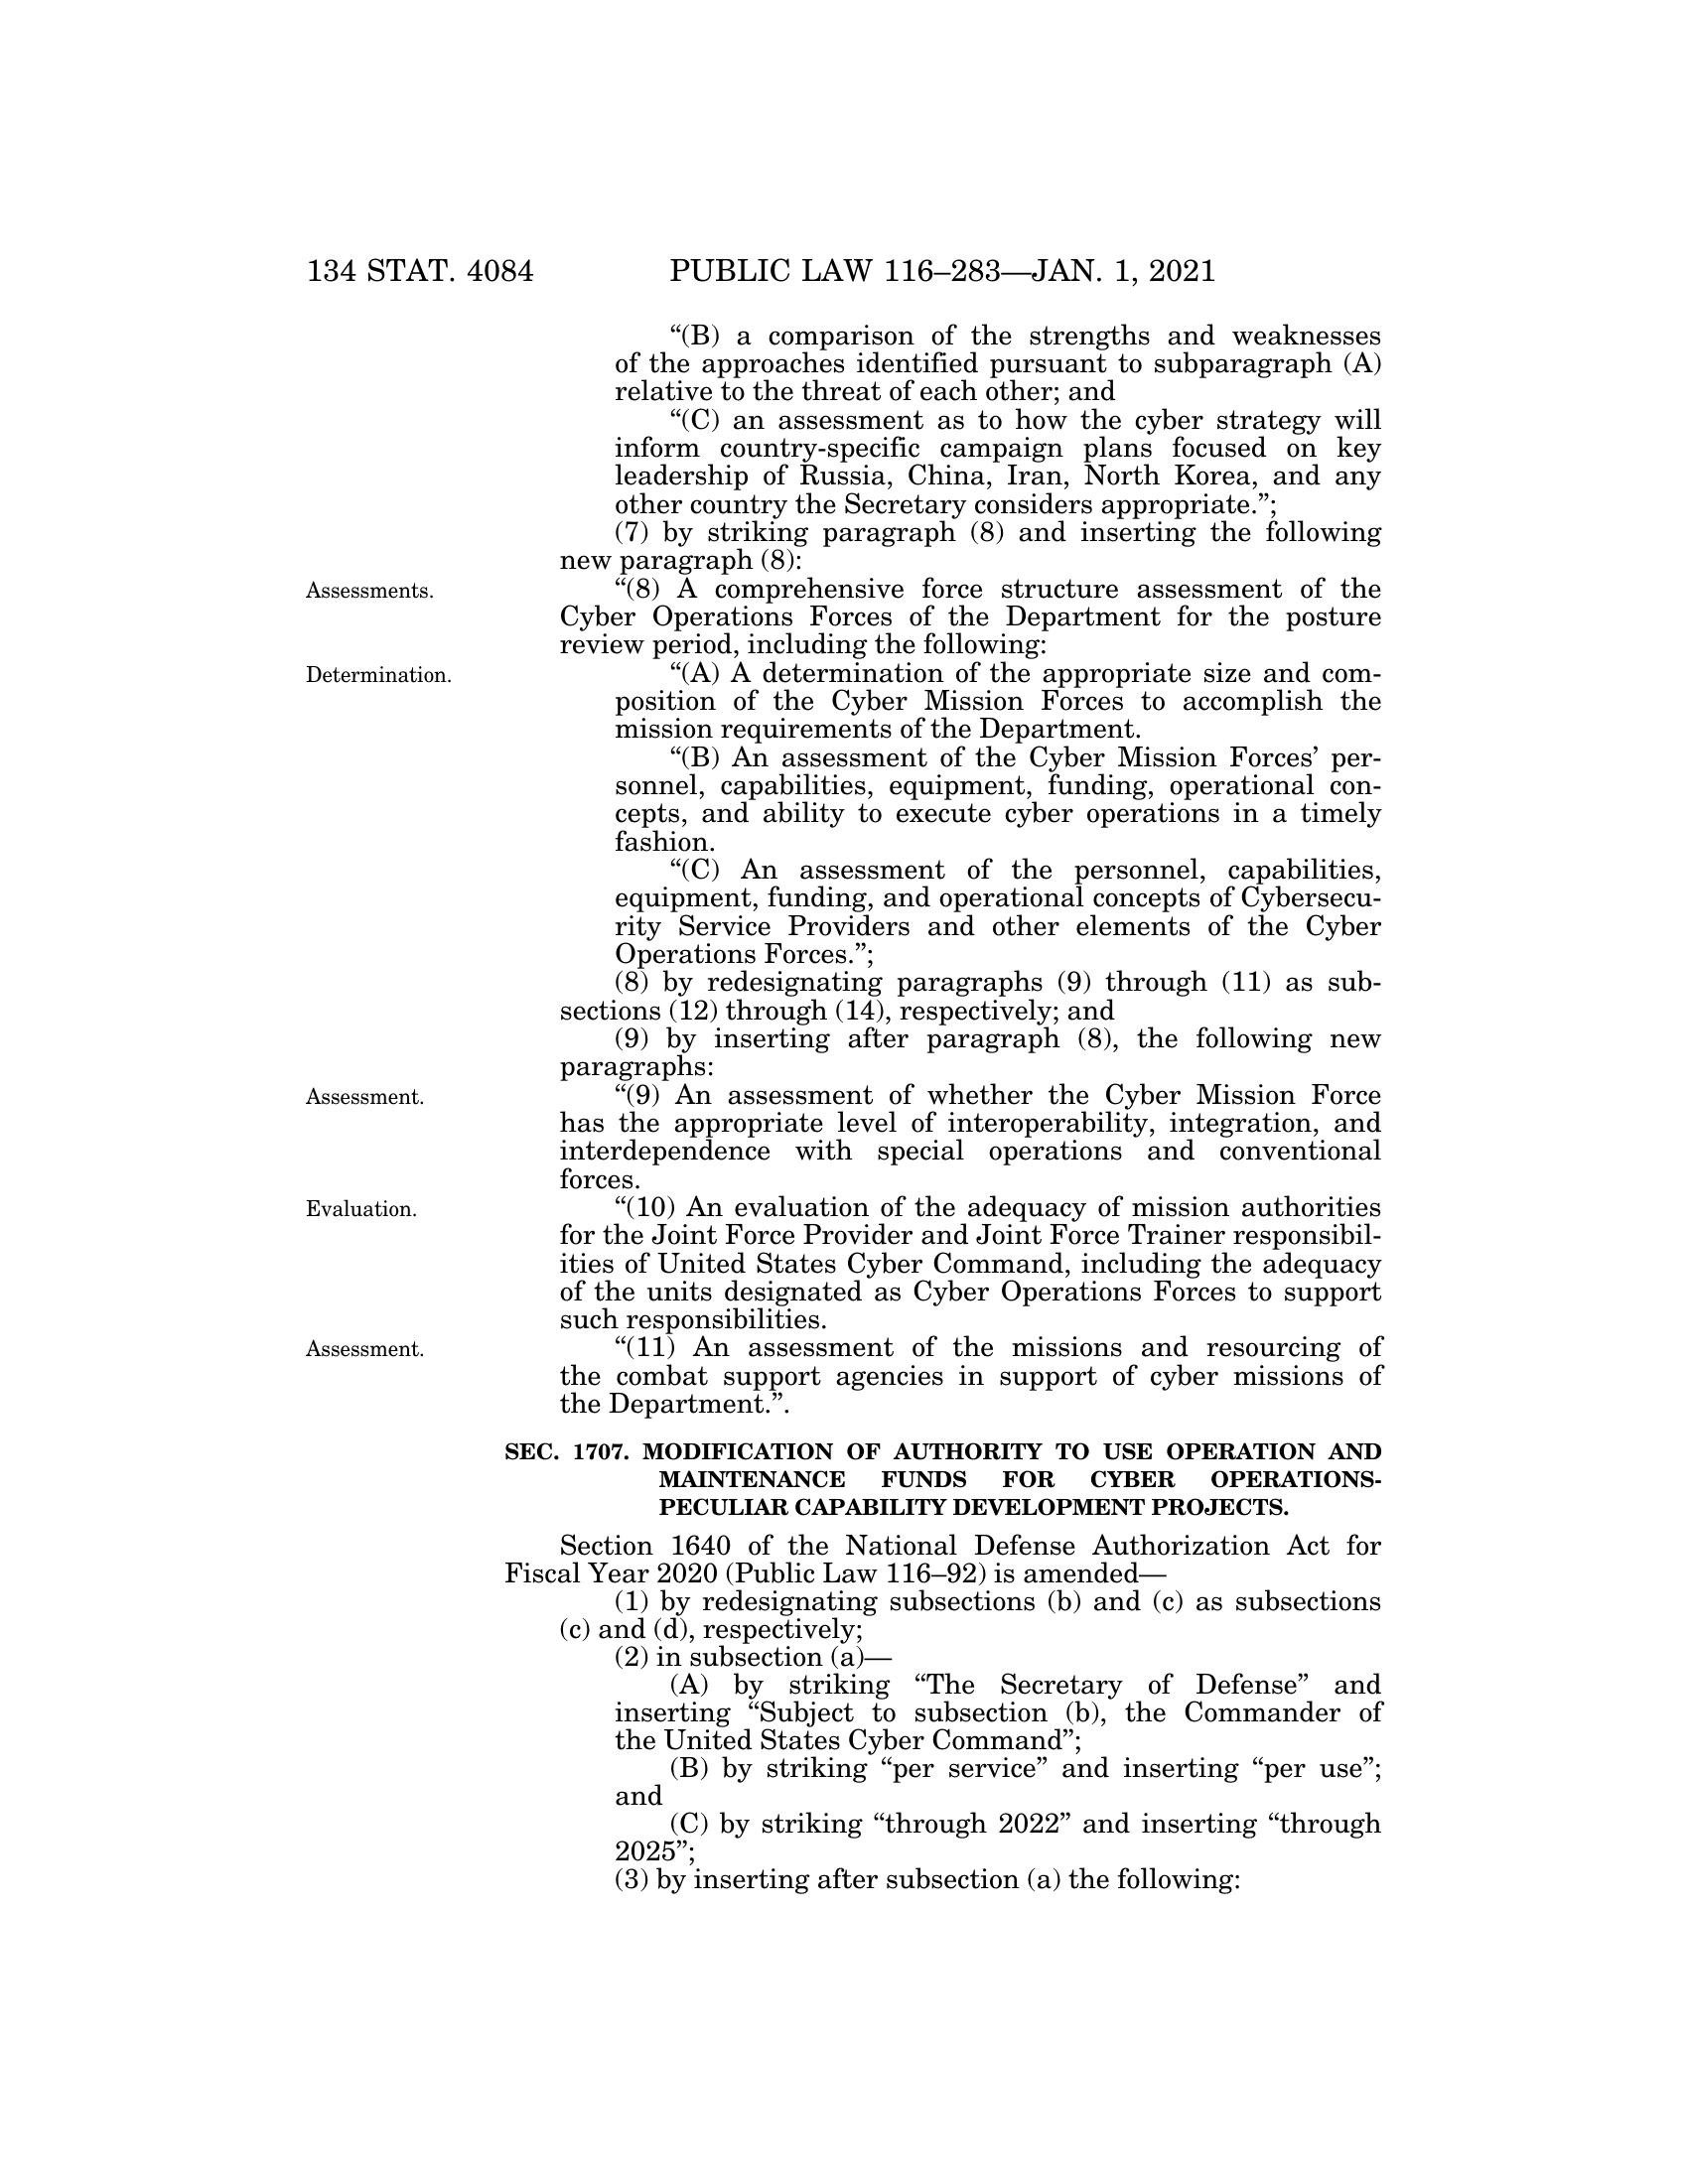 134 STAT. 4084 PUBLIC LAW 116–283—JAN. 1, 2021
“(B) a comparison of the strengths and weaknesses
of the approaches identified pursuant to subparagraph (A)
relative to the threat of each other; and
“(C) an assessment as to how the cyber strategy will
inform country-specific campaign plans focused on key
leadership of Russia, China, Iran, North Korea, and any
other country the Secretary considers appropriate.”;
(7) by striking paragraph (8) and inserting the following
new paragraph (8):
Assessments.
“(8) A comprehensive force structure assessment of the
Cyber Operations Forces of the Department for the posture
review period, including the following:
Determination.
“(A) A determination of the appropriate size and com-
position of the Cyber Mission Forces to accomplish the
mission requirements of the Department.
“(B) An assessment of the Cyber Mission Forces’ per-
sonnel, capabilities, equipment, funding, operational con-
cepts, and ability to execute cyber operations in a timely
fashion.
“(C) An assessment of the personnel, capabilities,
equipment, funding, and operational concepts of Cybersecu-
rity Service Providers and other elements of the Cyber
Operations Forces.”;
(8) by redesignating paragraphs (9) through (11) as sub-
sections (12) through (14), respectively; and
(9) by inserting after paragraph (8), the following new
paragraphs:
Assessment.
“(9) An assessment of whether the Cyber Mission Force
has the appropriate level of interoperability, integration, and
interdependence with special operations and conventional
forces.
Evaluation.
“(10) An evaluation of the adequacy of mission authorities
for the Joint Force Provider and Joint Force Trainer responsibil-
ities of United States Cyber Command, including the adequacy
of the units designated as Cyber Operations Forces to support
such responsibilities.
Assessment.
“(11) An assessment of the missions and resourcing of
the combat support agencies in support of cyber missions of
the Department.”.
SEC. 1707. MODIFICATION OF AUTHORITY TO USE OPERATION AND
MAINTENANCE FUNDS FOR CYBER OPERATIONS-
PECULIAR CAPABILITY DEVELOPMENT PROJECTS.
Section 1640 of the National Defense Authorization Act for
Fiscal Year 2020 (Public Law 116–92) is amended—
(1) by redesignating subsections (b) and (c) as subsections
(c) and (d), respectively;
(2) in subsection (a)—
(A) by striking “The Secretary of Defense” and
inserting “Subject to subsection (b), the Commander of
the United States Cyber Command”;
(B) by striking “per service” and inserting “per use”;
and
(C) by striking “through 2022” and inserting “through
2025”;
(3) by inserting after subsection (a) the following: